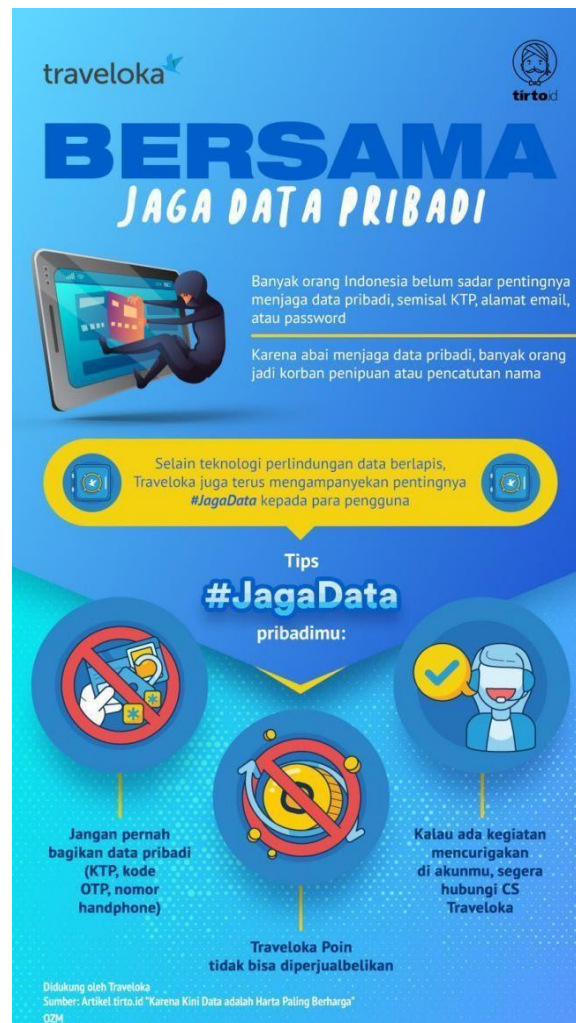 traveloka
tirtoid
BERSAMA
JAGA DATA PRIBADI
Banyak orang Indonesia belum sadar pentingnya
menjaga data pribadi, semisal KTP, alamat email,
atau password
Karena abai menjaga data pribadi, banyak orang
jadi korban penipuan atau pencatutan nama
Selain teknologi perlindungan data berlapis,
Traveloka juga terus mengampanyekan pentingnya
#JagaData kepada para pengguna
Tips
#JagaData
pribadimu:
Jangan pernah
bagikan data pribadi
(KTP, kode
OTP, nomor
handphone)
Traveloka Poin
tidak bisa diperjualbelikan
Kalau ada kegiatan
mencurigakan
di akunmu, segera
hubungi CS
Traveloka
Didukung oleh Traveloka
Sumber: Artikel tirto.id "Karena Kini Data adalah Harta Paling Berharga"
OZM